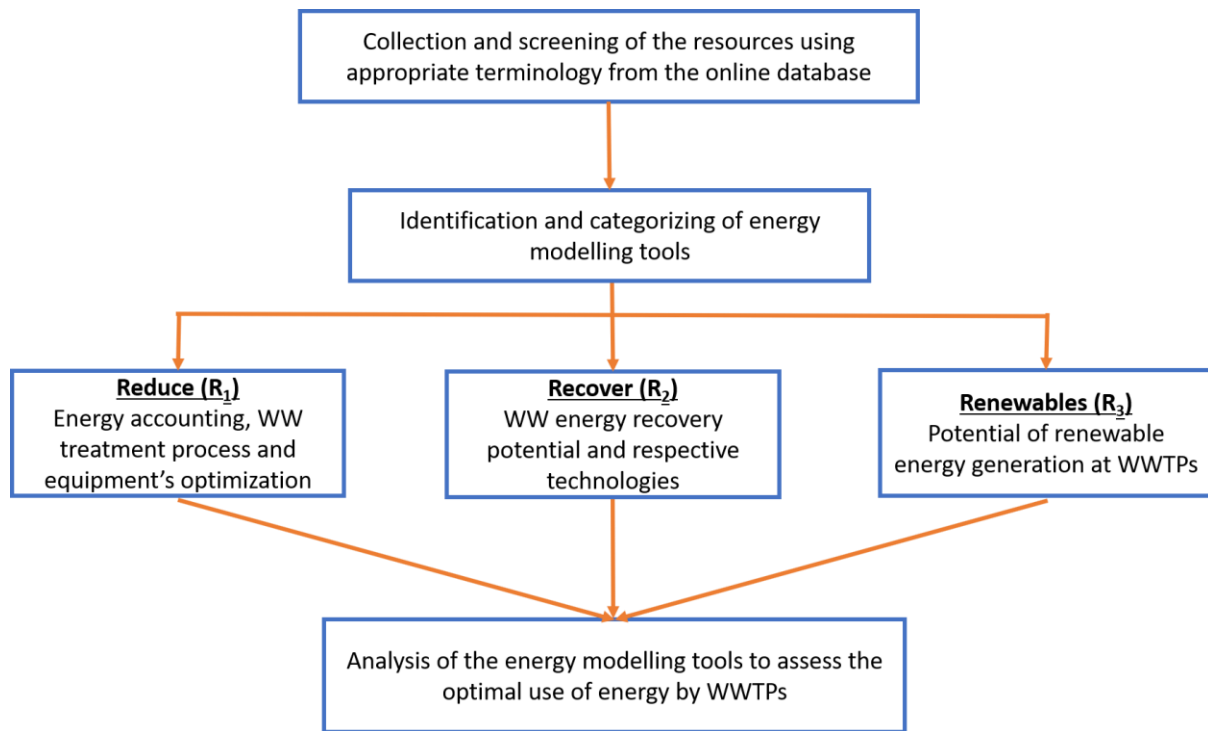 Collection and screening of the resources using
appropriate terminology from the online database
Identification and categorizing of energy
modelling tools
Reduce (R1)
Energy accounting, WW
treatment process and
equipment's optimization
Recover (R2)
WW energy recovery
potential and respective
technologies
Renewables (R3)
Potential of renewable
energy generation at WWTPs
Analysis of the energy modelling tools to assess the
optimal use of energy by WWTPs